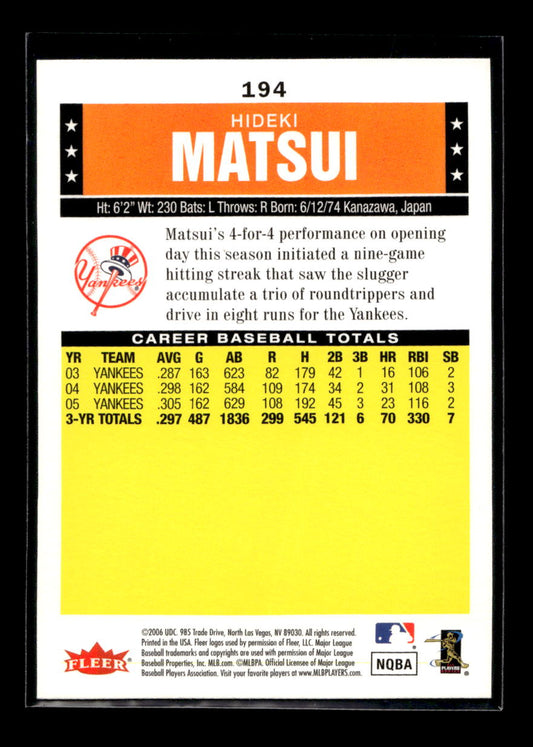 194
HIDEKI
MATSUI
Ht: 6'2" Wt: 230 Bats: L Throws: R Born: 6/12/74 Kanazawa, Japan
Yankees
Matsui's 4-for-4 performance on opening
day this season initiated a nine-game
hitting streak that saw the slugger
accumulate a trio of roundtrippers and
drive in eight runs for the Yankees.
CAREER BASEBALL TOTALS
YR TEAM AVG G AB R H 2B 3B HR RBI SB
03 YANKEES .287 163 623 82 179 42 1 16 106 2
04 YANKEES .298 162 584 109 174 34 2 31 108 3
05 YANKEES .305 162 629 108 192 45 3 23 116 2
3-YR TOTALS .297 487 1836 299 545 121 6 70 330 7
FLEER
©2006 UDC. 985 Trade Drive, North Las Vegas, NV 89030. All rights reserved.
Printed in the USA. Fleer logos used by permission of Fleer, LLC. Major League
Baseball trademarks and copyrights are used with permission of Major League
Baseball Properties, Inc. MLB.com. ©MLBPA. Official Licensee of Major League
Baseball Players Association. Visit your favorite players at www.MLBPLAYERS.com.
NQBA